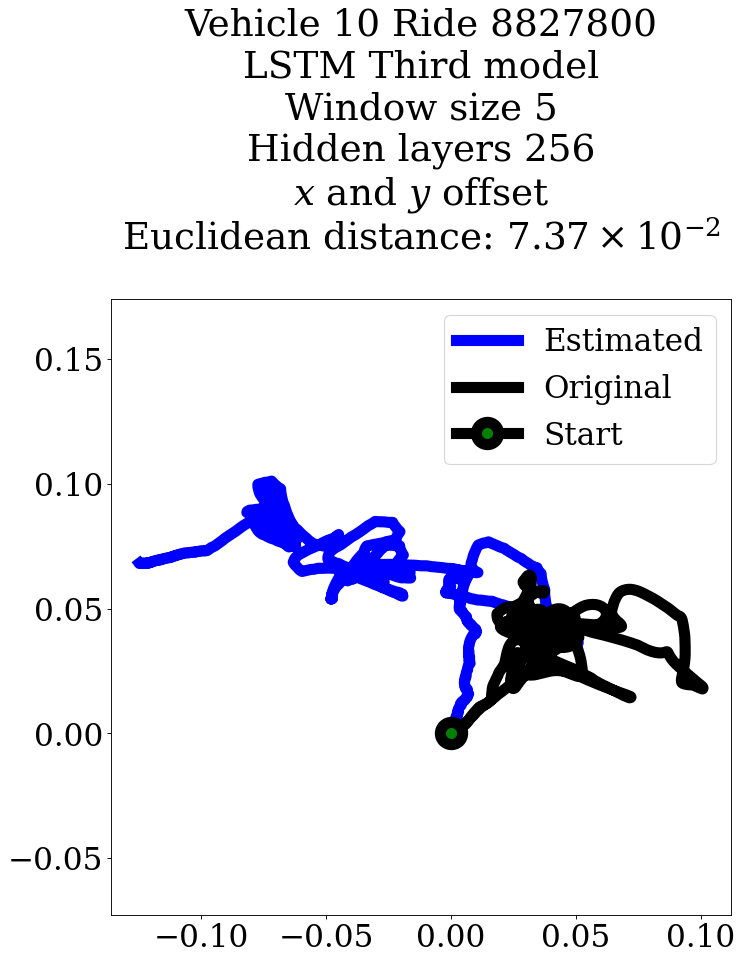 Vehicle 10 Ride 8827800
LSTM Third model
Window size 5
Hidden layers 256
x and y offset
Euclidean distance: 7.37 × 10⁻²
Estimated
Original
Start
0.15
0.10
0.05
0.00
−0.05
−0.10 −0.05 0.00 0.05 0.10